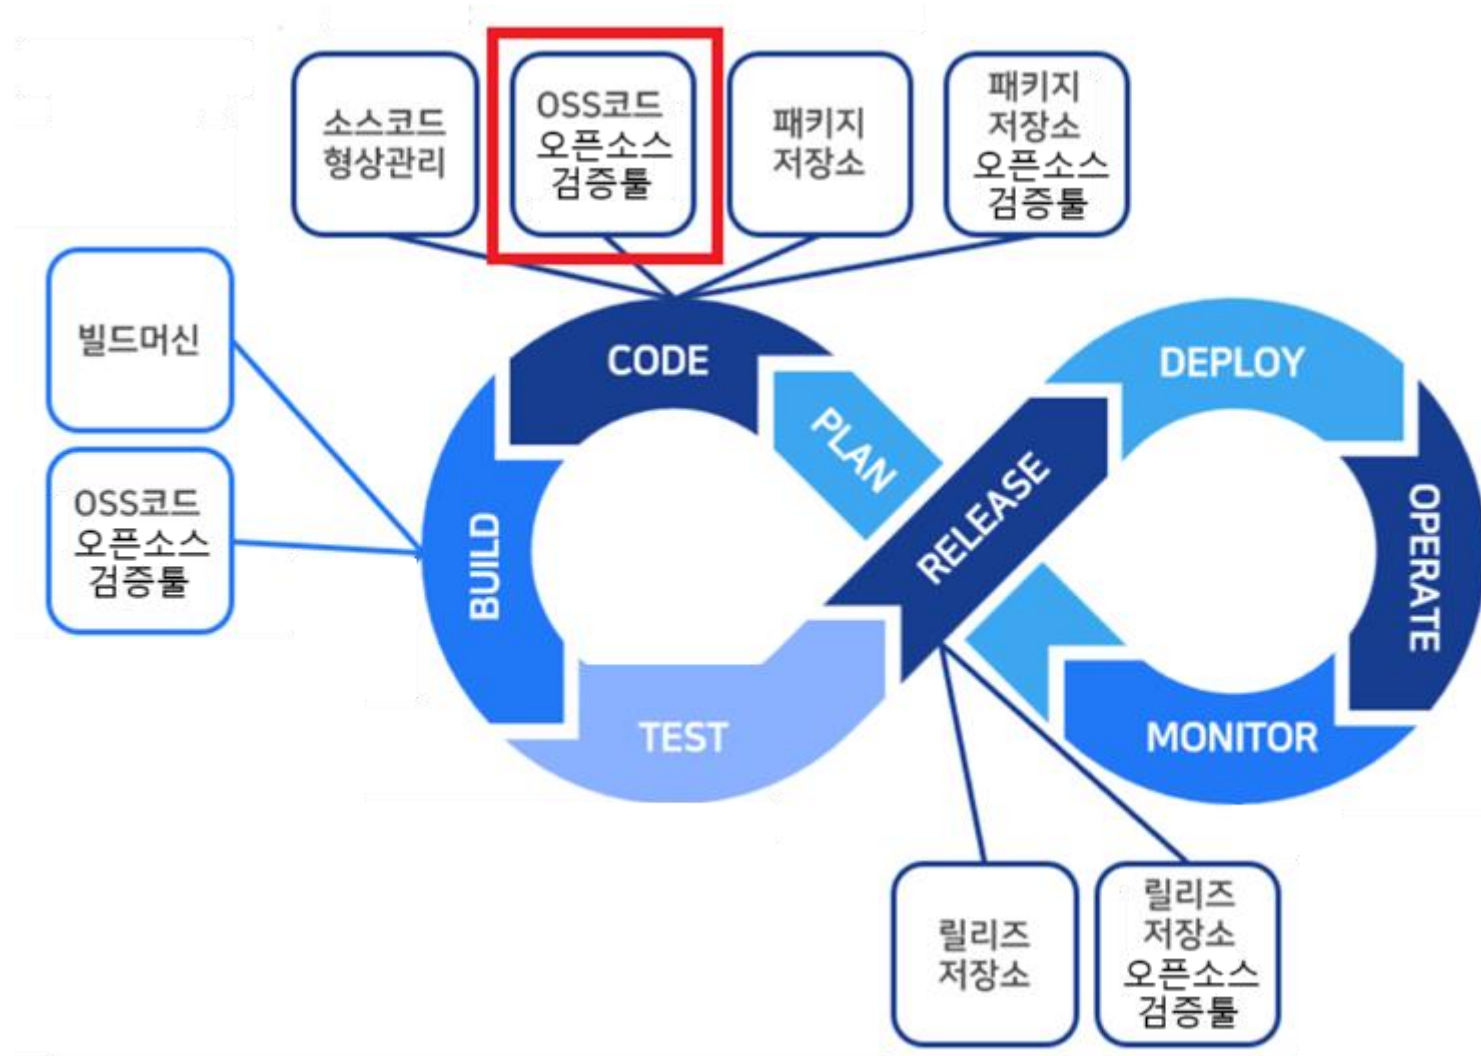 소스코드
형상관리
OSS코드
오픈소스
검증툴
패키지
저장소
패키지
저장소
오픈소스
검증툴
빌드머신
OSS코드
오픈소스
검증툴
CODE
PLAN
BUILD
TEST
RELEASE
DEPLOY
OPERATE
MONITOR
릴리즈
저장소
릴리즈
저장소
오픈소스
검증툴